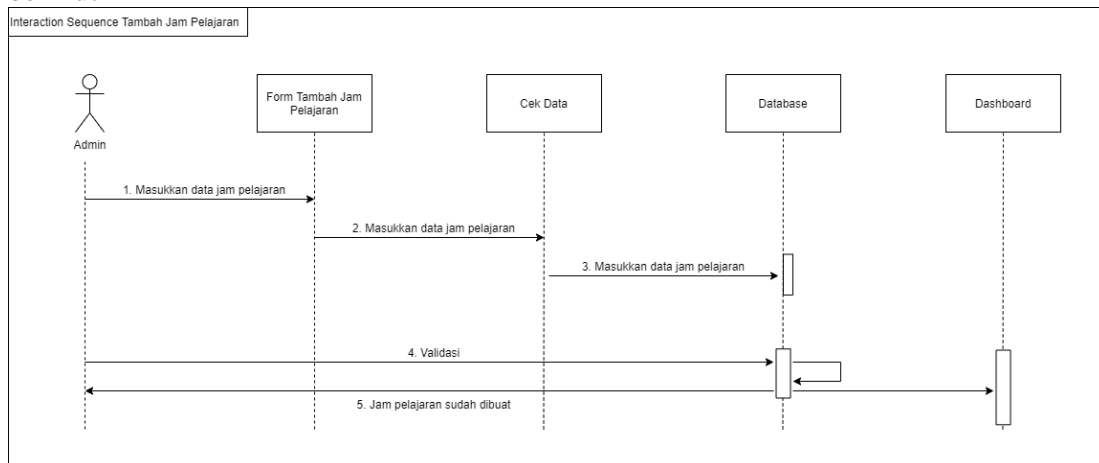 Interaction Sequence Tambah Jam Pelajaran
Form Tambah Jam
Pelajaran
Cek Data
Database
Dashboard
Admin
1. Masukkan data jam pelajaran
2. Masukkan data jam pelajaran
3. Masukkan data jam pelajaran
4. Validasi
5. Jam pelajaran sudah dibuat